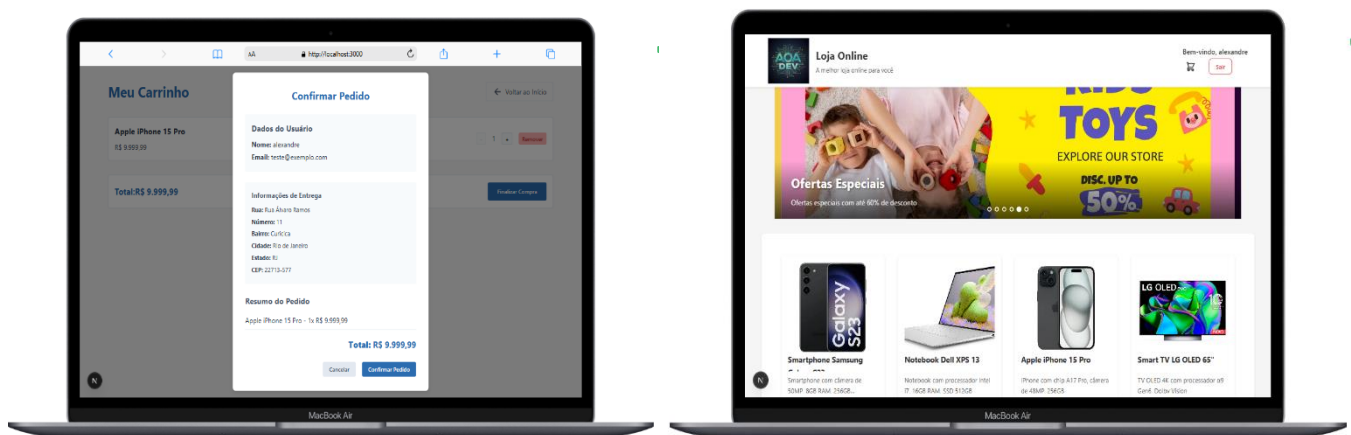 AA
http://localhost:3000
Meu Carrinho
← Voltar ao Início
Apple iPhone 15 Pro
R$ 9.999,99
- 1 +
Remover
Total:R$ 9.999,99
Finalizar Compra
Confirmar Pedido
Dados do Usuário
Nome: alexandre
Email: teste@exemplo.com
Informações de Entrega
Rua: Rua Álvaro Ramos
Número: 11
Bairro: Curicica
Cidade: Rio de Janeiro
Estado: RJ
CEP: 22710-577
Resumo do Pedido
Apple iPhone 15 Pro - 1x R$ 9.999,99
Total: R$ 9.999,99
Cancelar
Confirmar Pedido
N
MacBook Air
AOA
DEV
Loja Online
A melhor loja online para você
Bem-vindo, alexandre
Sair
KIDS
TOYS
EXPLORE OUR STORE
DISC. UP TO
50%
Ofertas Especiais
Ofertas especiais com até 60% de desconto
Galaxy
S23
LG OLED
Smartphone Samsung
Smartphone com câmera de
50MP, 8GB RAM, 256GB...
Notebook Dell XPS 13
Notebook com processador Intel
i7, 16GB RAM, SSD 512GB
Apple iPhone 15 Pro
iPhone com chip A17 Pro, câmera
de 48MP, 256GB
Smart TV LG OLED 65"
TV OLED 4K com processador α9
Gen6, Dolby Vision
N
MacBook Air